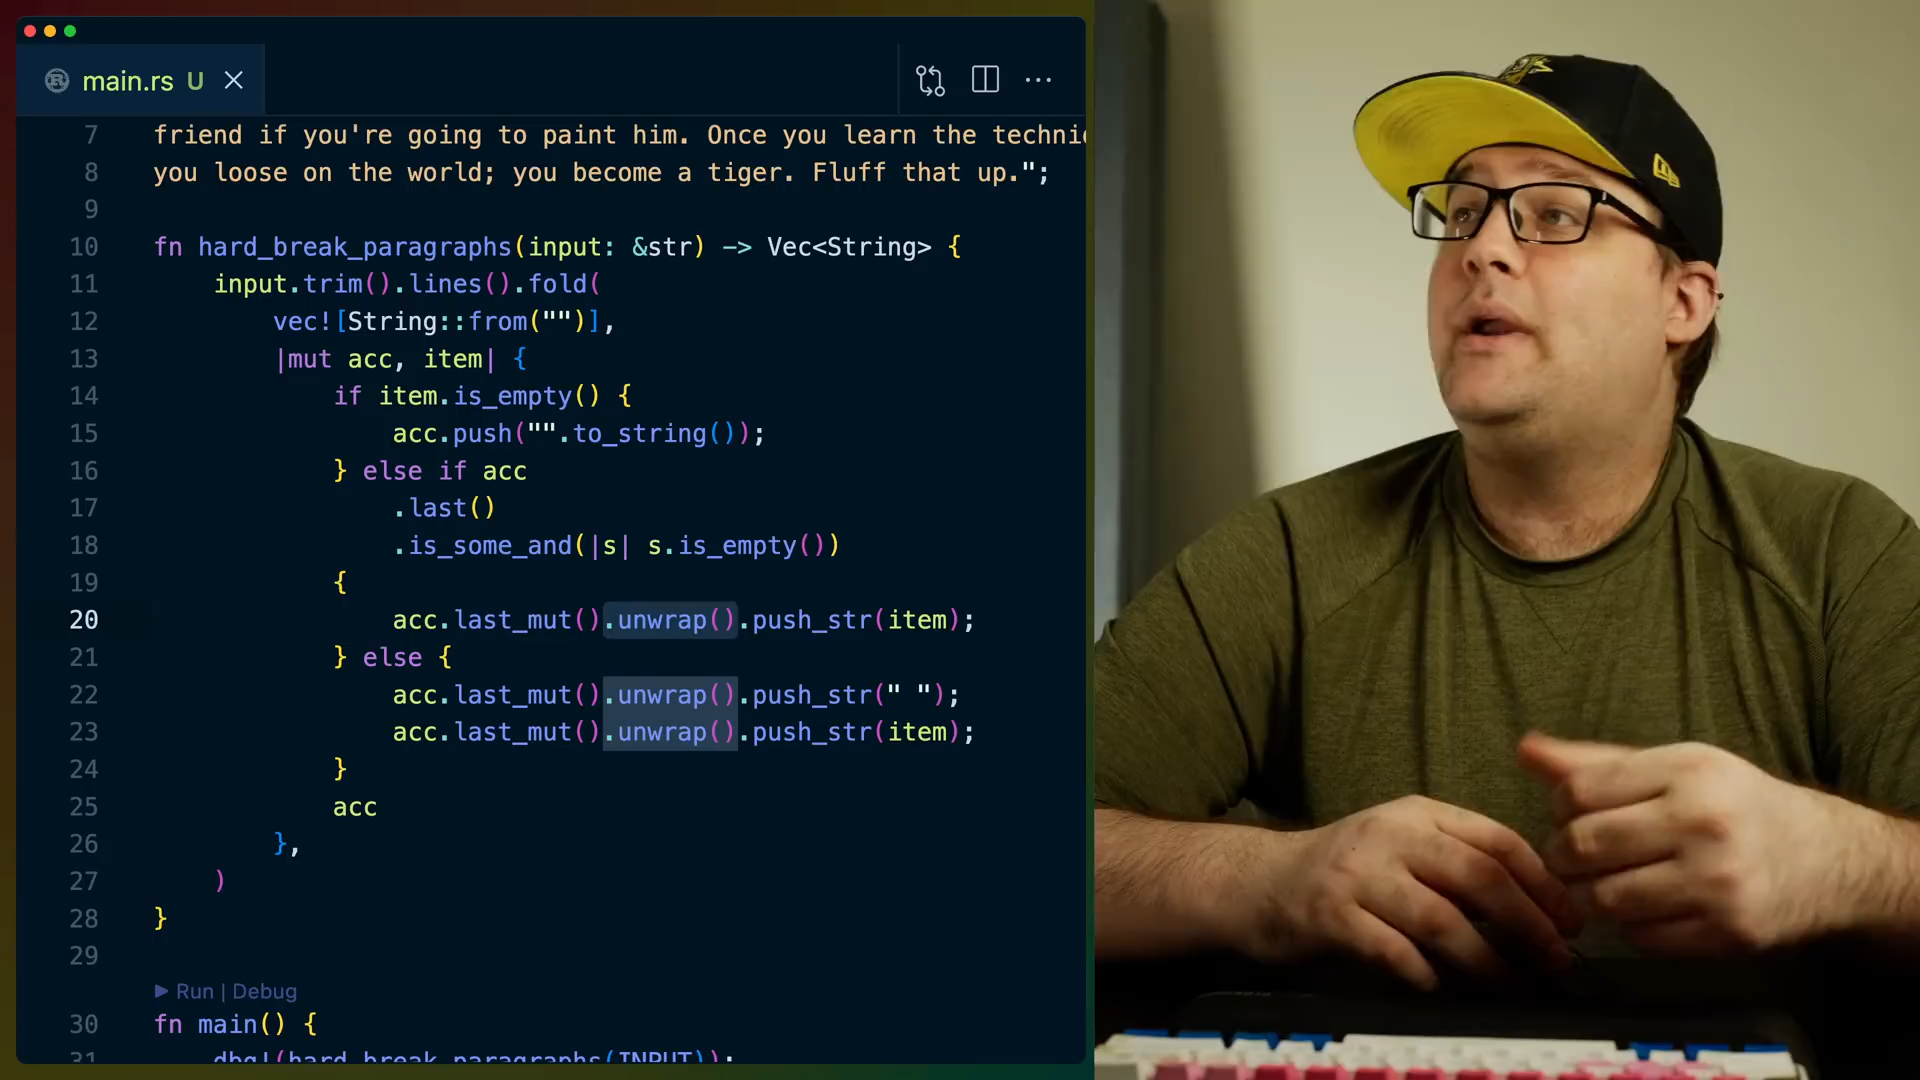 main.rs U
7 friend if you're going to paint him. Once you learn the techni
8 you loose on the world; you become a tiger. Fluff that up.";
9
10 fn hard_break_paragraphs(input: &str) -> Vec<String> {
11 input.trim().lines().fold(
12 vec![String::from("")],
13 |mut acc, item| {
14 if item.is_empty() {
15 acc.push("".to_string());
16 } else if acc
17 .last()
18 .is_some_and(|s| s.is_empty())
19 {
20 acc.last_mut().unwrap().push_str(item);
21 } else {
22 acc.last_mut().unwrap().push_str(" ");
23 acc.last_mut().unwrap().push_str(item);
24 }
25 acc
26 },
27 )
28 }
29
Run | Debug
30 fn main() {
31 dbg!(hard_break_paragraphs(INPUT));